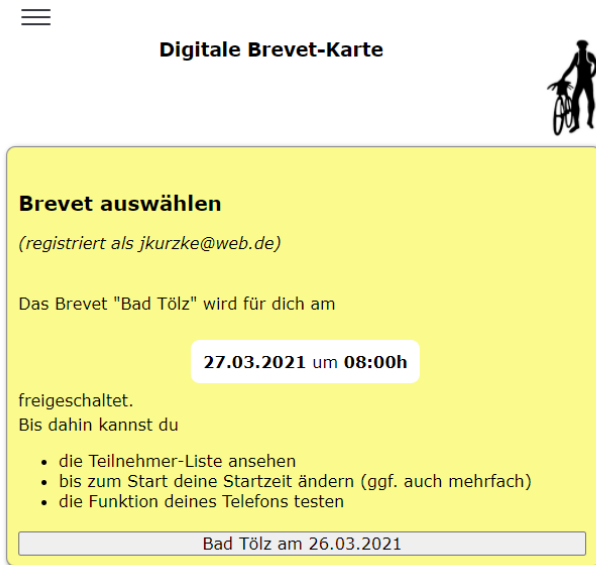 Digitale Brevet-Karte
Brevet auswählen
(registriert als jkurzke@web.de)
Das Brevet "Bad Tölz" wird für dich am
27.03.2021 um 08:00h
freigeschaltet.
Bis dahin kannst du
• die Teilnehmer-Liste ansehen
• bis zum Start deine Startzeit ändern (ggf. auch mehrfach)
• die Funktion deines Telefons testen
Bad Tölz am 26.03.2021